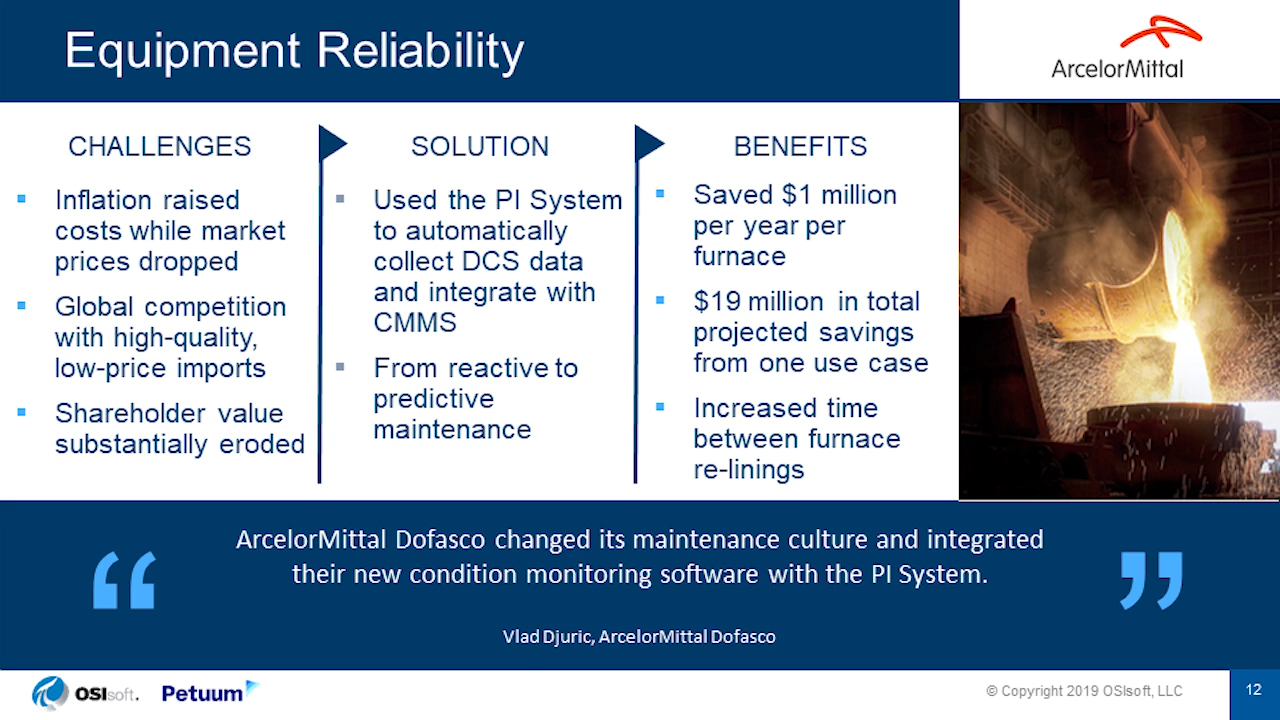 Equipment Reliability
ArcelorMittal
CHALLENGES
Inflation raised
costs while market
prices dropped
Global competition
with high-quality,
low-price imports
Shareholder value
substantially eroded
SOLUTION
Used the PI System
to automatically
collect DCS data
and integrate with
CMMS
From reactive to
predictive
maintenance
BENEFITS
Saved $1 million
per year per
furnace
$19 million in total
projected savings
from one use case
Increased time
between furnace
re-linings
“ ArcelorMittal Dofasco changed its maintenance culture and integrated
their new condition monitoring software with the PI System. ”
Vlad Djuric, ArcelorMittal Dofasco
OSIsoft. Petuum
© Copyright 2019 OSIsoft, LLC
12